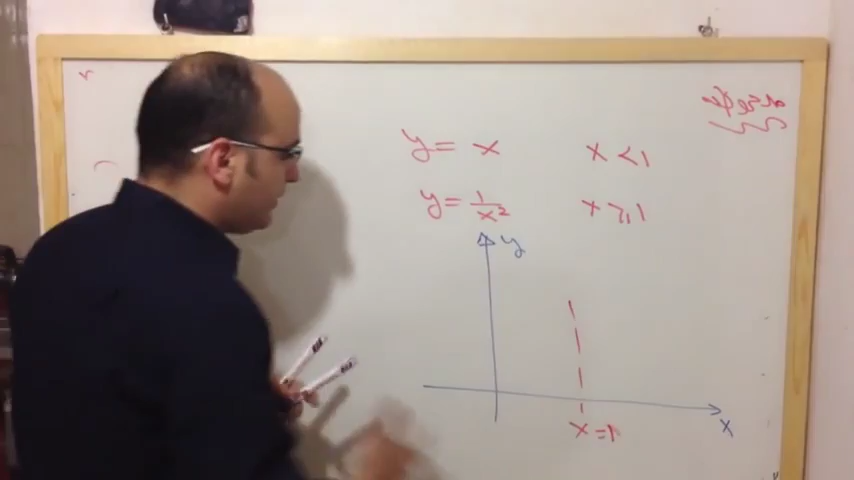 y = x    x < 1
y = 1/x²    x ≥ 1
y
x
x = 1